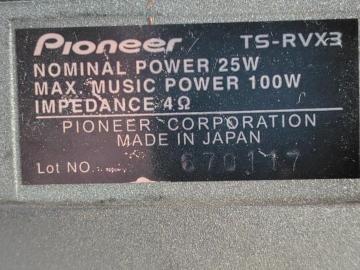 Pioneer TS-RVX3
NOMINAL POWER 25W
MAX. MUSIC POWER 100W
IMPEDANCE 4Ω
PIONEER CORPORATION
MADE IN JAPAN
Lot NO. 670117